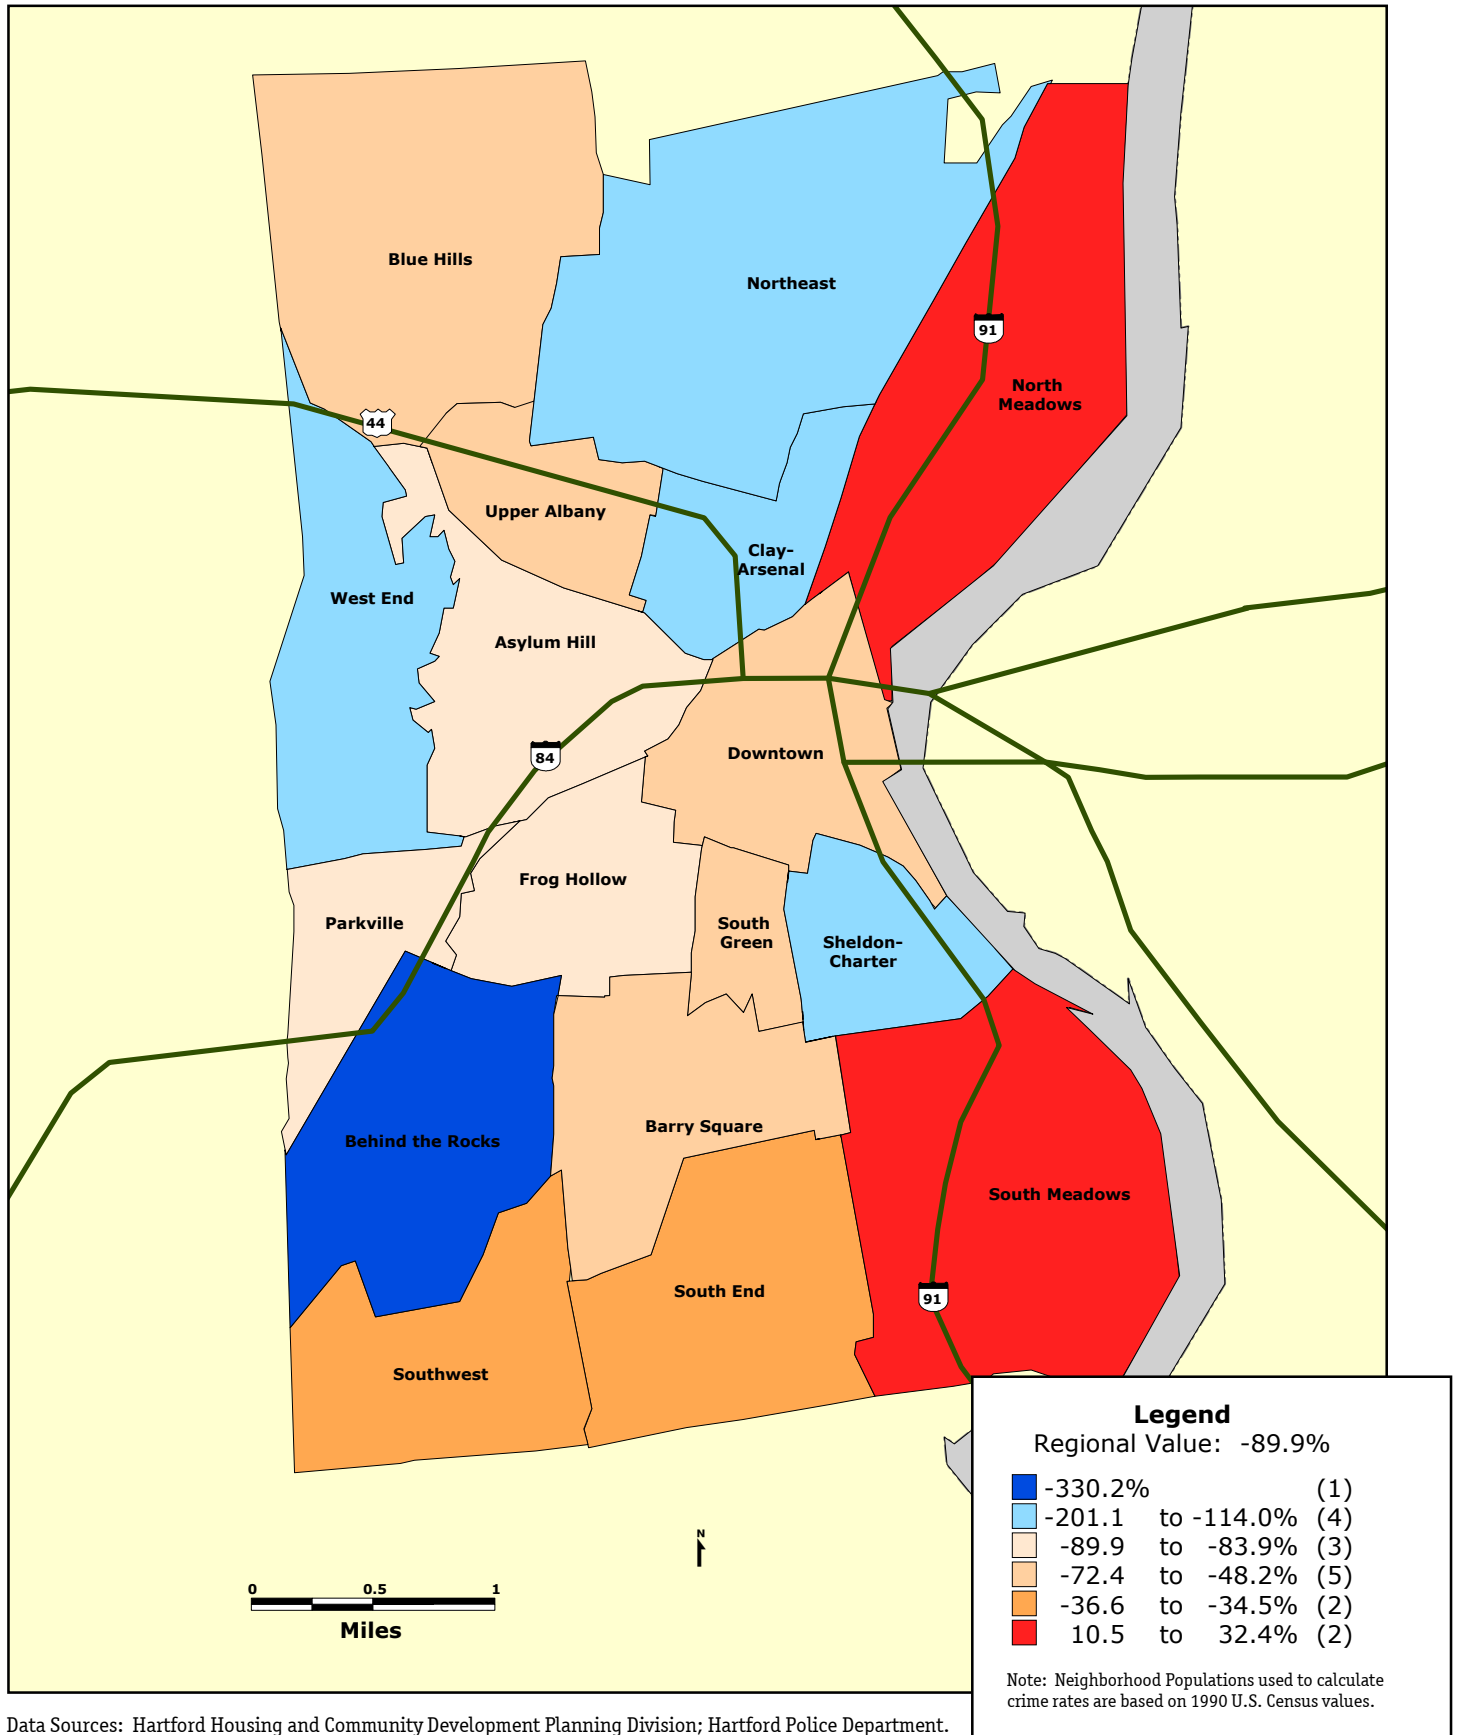 Blue Hills
Northeast
91
North
Meadows
44
Upper Albany
Clay-
Arsenal
West End
Asylum Hill
Downtown
84
Frog Hollow
Parkville
South
Green
Sheldon-
Charter
Barry Square
Behind the Rocks
South Meadows
South End
91
Southwest
Legend
Regional Value: -89.9%
-330.2% (1)
-201.1 to -114.0% (4)
-89.9 to -83.9% (3)
-72.4 to -48.2% (5)
-36.6 to -34.5% (2)
10.5 to 32.4% (2)
N
0 0.5 1
Miles
Note: Neighborhood Populations used to calculate
crime rates are based on 1990 U.S. Census values.
Data Sources: Hartford Housing and Community Development Planning Division; Hartford Police Department.